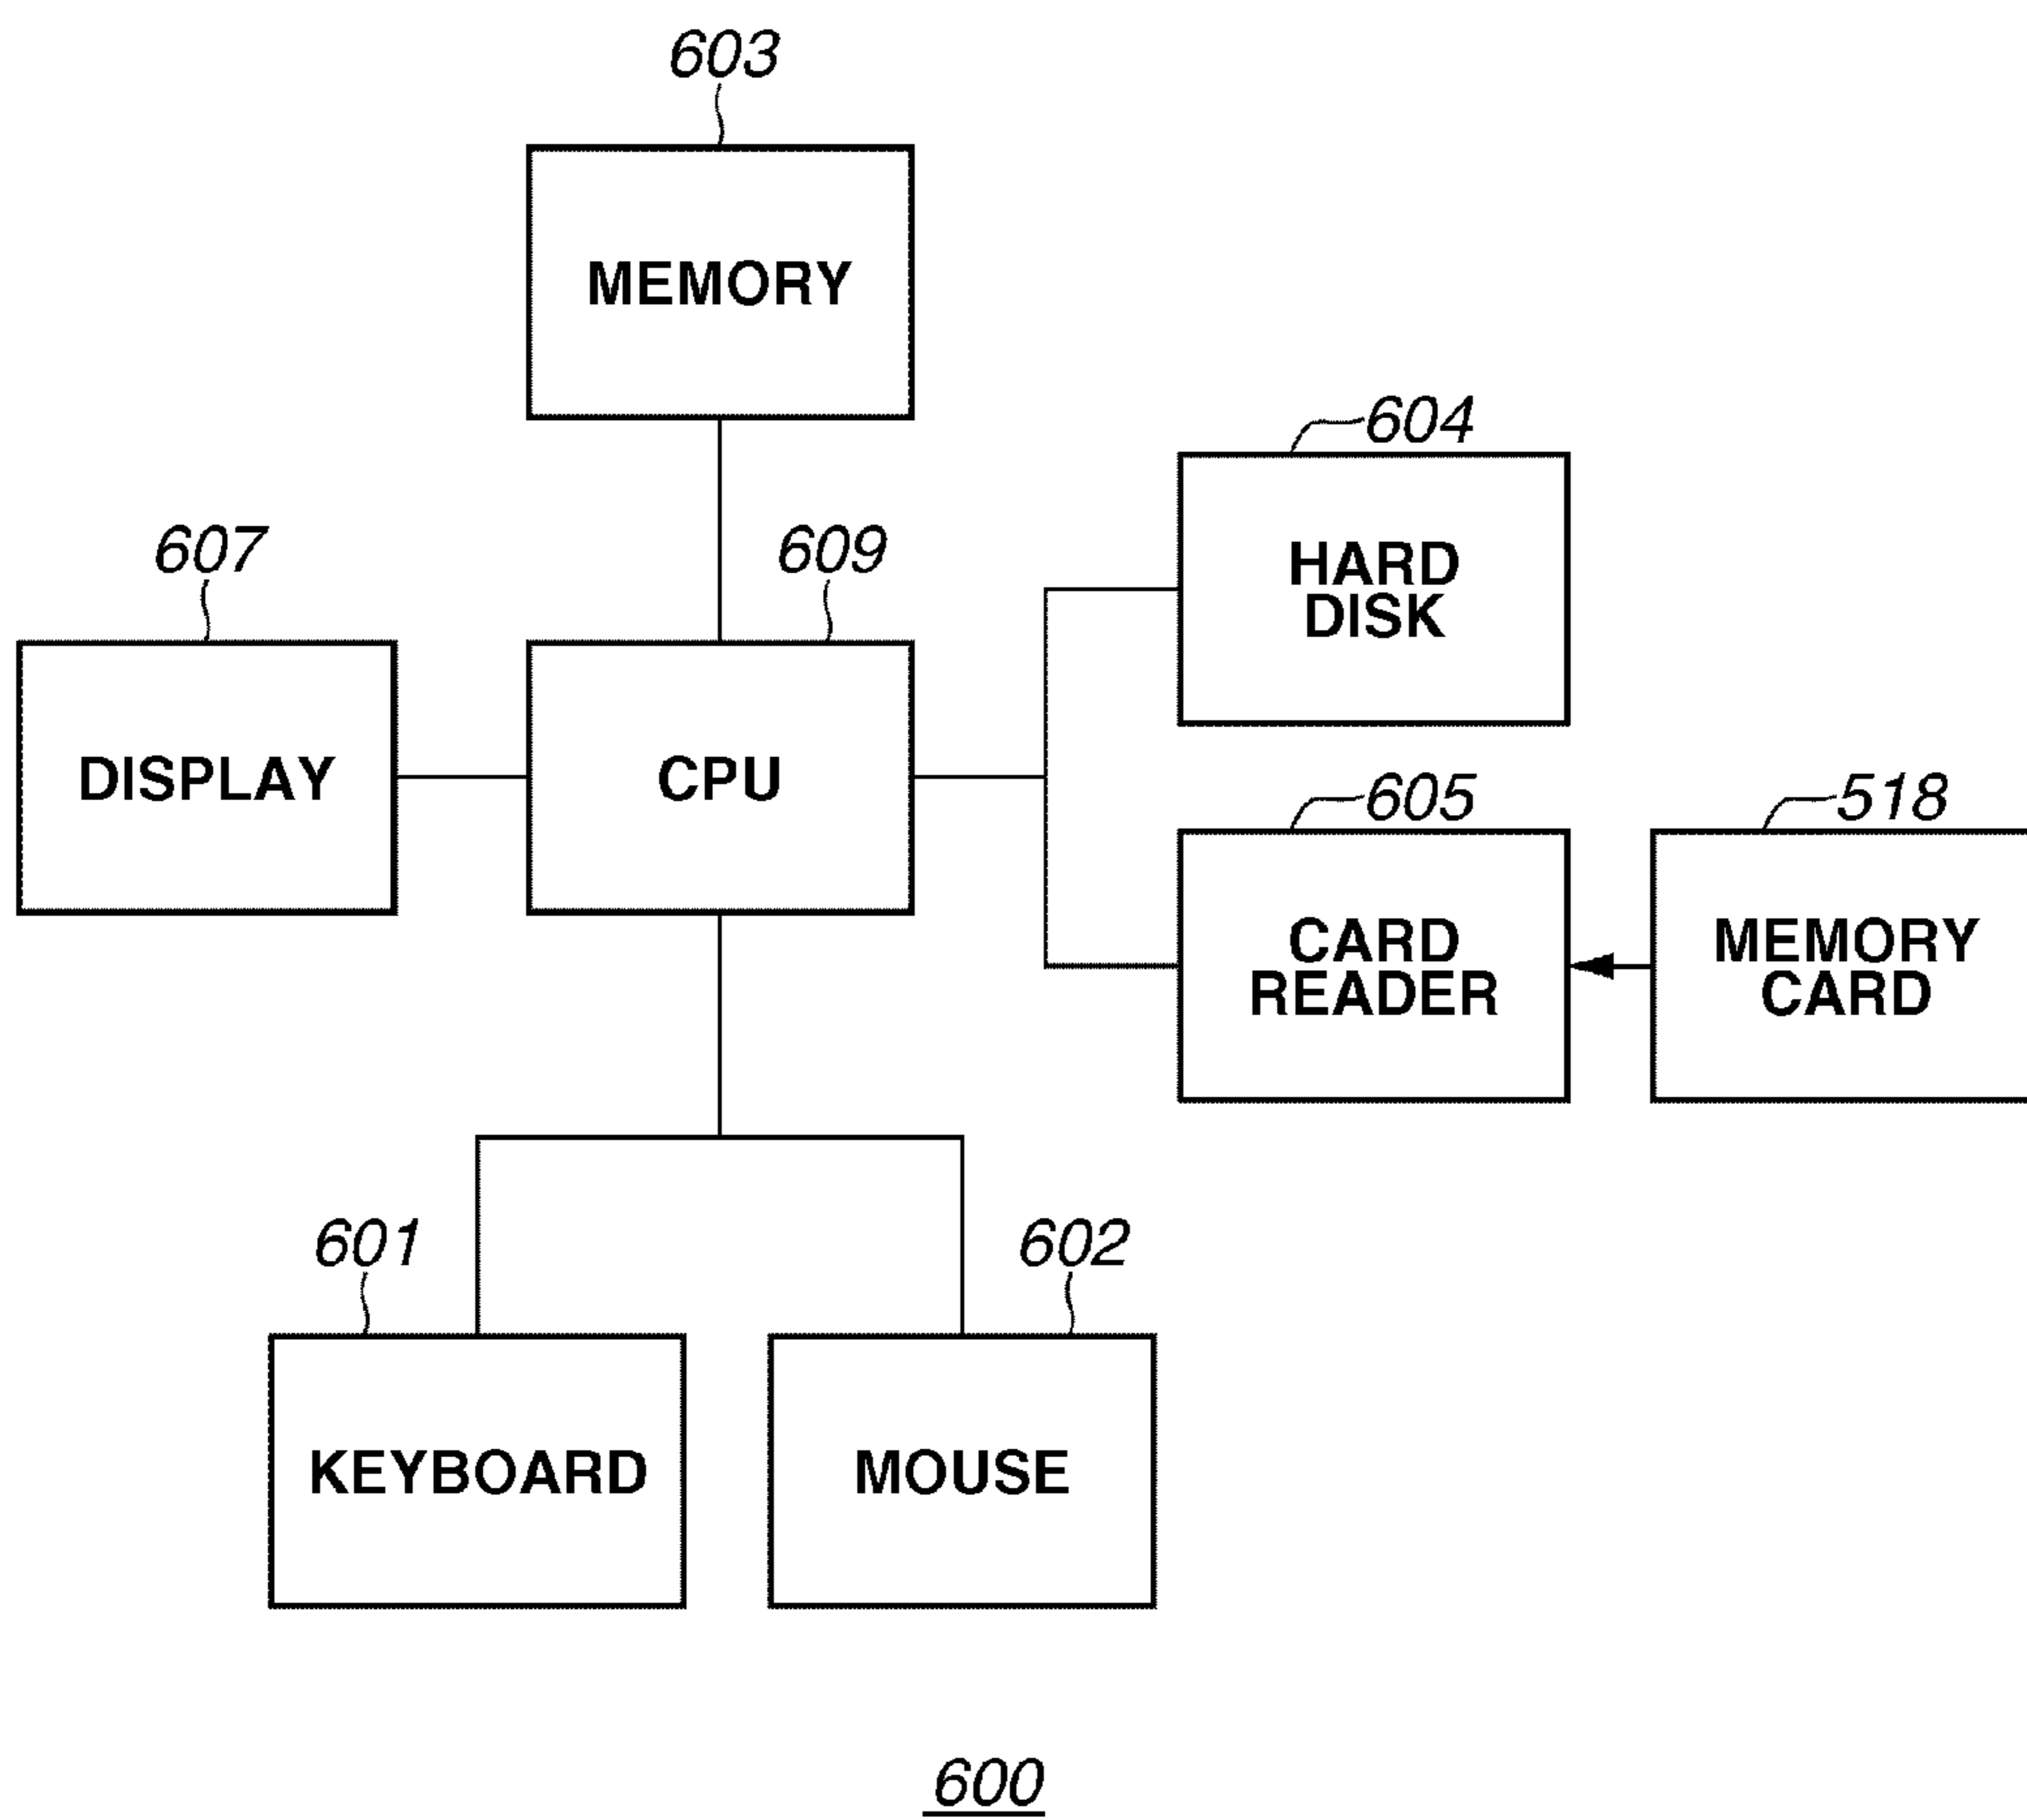 603
MEMORY
604
HARD
DISK
607
609
DISPLAY
CPU
605
518
CARD
READER
MEMORY
CARD
601
602
KEYBOARD
MOUSE
600